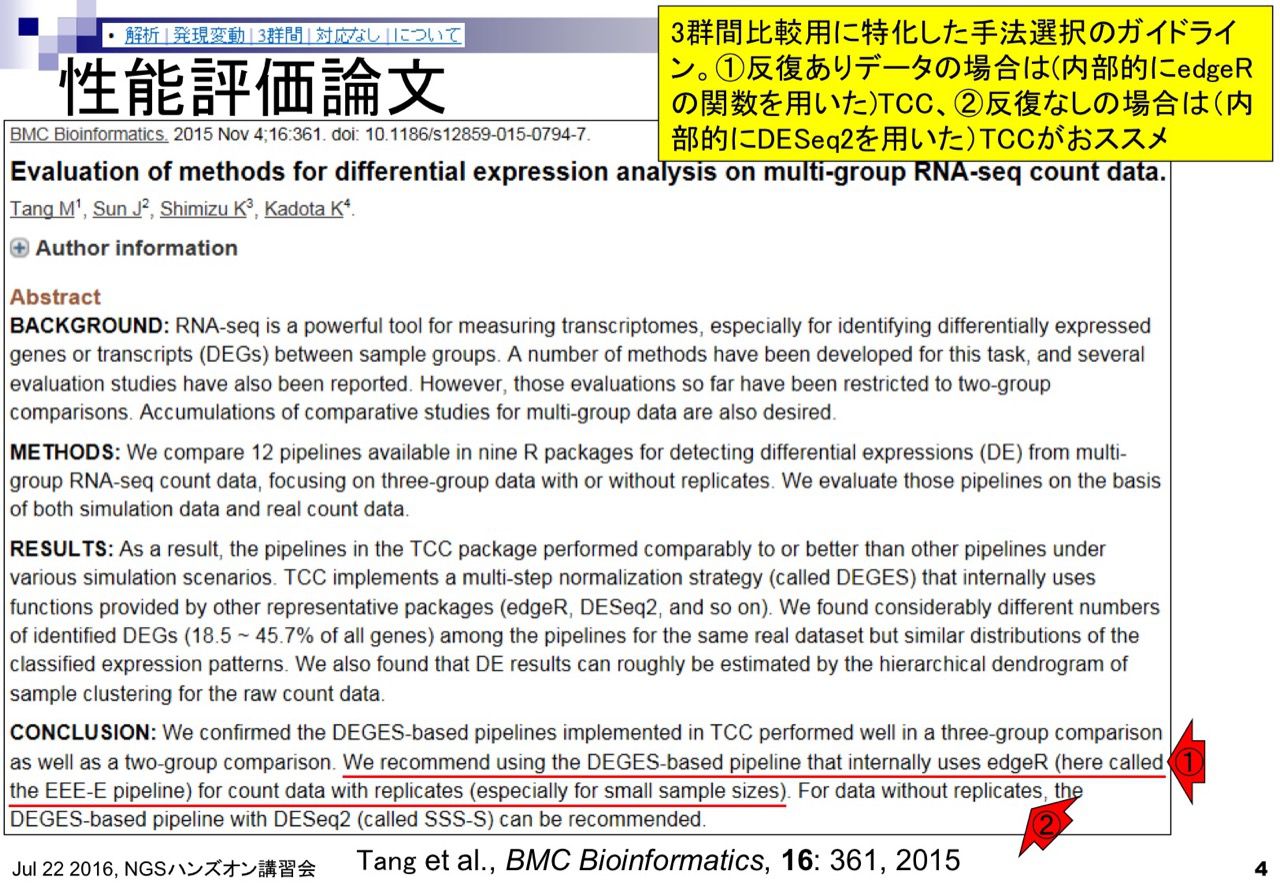 • 解析 | 発現変動 | 3群間 | 対応なし | について
性能評価論文
3群間比較用に特化した手法選択のガイドライ
ン。①反復ありデータの場合は(内部的にedgeR
の関数を用いた)TCC、②反復なしの場合は(内
部的にDESeq2を用いた)TCCがおススメ
BMC Bioinformatics. 2015 Nov 4;16:361. doi: 10.1186/s12859-015-0794-7.
Evaluation of methods for differential expression analysis on multi-group RNA-seq count data.
Tang M1, Sun J2, Shimizu K3, Kadota K4.
Author information
Abstract
BACKGROUND: RNA-seq is a powerful tool for measuring transcriptomes, especially for identifying differentially expressed
genes or transcripts (DEGs) between sample groups. A number of methods have been developed for this task, and several
evaluation studies have also been reported. However, those evaluations so far have been restricted to two-group
comparisons. Accumulations of comparative studies for multi-group data are also desired.
METHODS: We compare 12 pipelines available in nine R packages for detecting differential expressions (DE) from multi-
group RNA-seq count data, focusing on three-group data with or without replicates. We evaluate those pipelines on the basis
of both simulation data and real count data.
RESULTS: As a result, the pipelines in the TCC package performed comparably to or better than other pipelines under
various simulation scenarios. TCC implements a multi-step normalization strategy (called DEGES) that internally uses
functions provided by other representative packages (edgeR, DESeq2, and so on). We found considerably different numbers
of identified DEGs (18.5 ~ 45.7% of all genes) among the pipelines for the same real dataset but similar distributions of the
classified expression patterns. We also found that DE results can roughly be estimated by the hierarchical dendrogram of
sample clustering for the raw count data.
CONCLUSION: We confirmed the DEGES-based pipelines implemented in TCC performed well in a three-group comparison
as well as a two-group comparison. We recommend using the DEGES-based pipeline that internally uses edgeR (here called
the EEE-E pipeline) for count data with replicates (especially for small sample sizes). For data without replicates, the
DEGES-based pipeline with DESeq2 (called SSS-S) can be recommended.
①
②
Jul 22 2016, NGSハンズオン講習会
Tang et al., BMC Bioinformatics, 16: 361, 2015
4